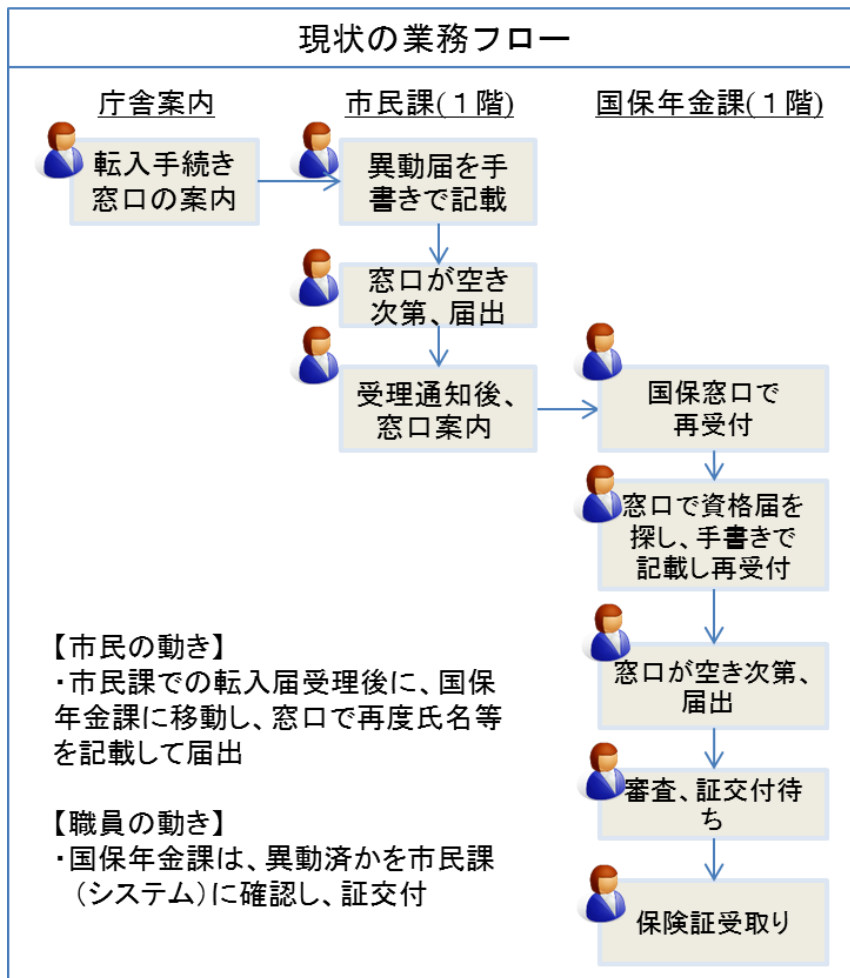 現状の業務フロー
庁舎案内
市民課(１階)
国保年金課(１階)
転入手続き
窓口の案内
異動届を手
書きで記載
窓口が空き
次第、届出
受理通知後、
窓口案内
国保窓口で
再受付
窓口で資格届を
探し、手書きで
記載し再受付
窓口が空き次第、
届出
審査、証交付待
ち
保険証受取り
【市民の動き】
・市民課での転入届受理後に、国保
年金課に移動し、窓口で再度氏名等
を記載して届出
【職員の動き】
・国保年金課は、異動済かを市民課
（システム）に確認し、証交付